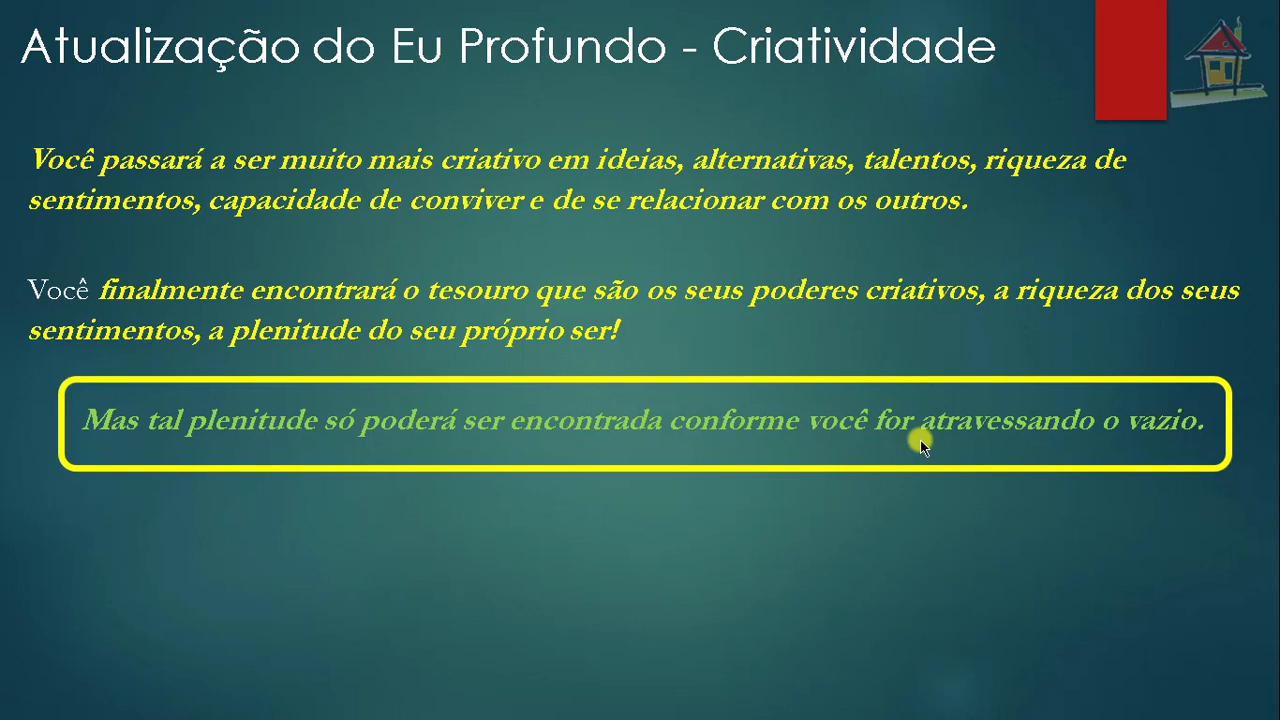 Atualização do Eu Profundo - Criatividade
Você passará a ser muito mais criativo em ideias, alternativas, talentos, riqueza de
sentimentos, capacidade de conviver e de se relacionar com os outros.
Você finalmente encontrará o tesouro que são os seus poderes criativos, a riqueza dos seus
sentimentos, a plenitude do seu próprio ser!
Mas tal plenitude só poderá ser encontrada conforme você for atravessando o vazio.